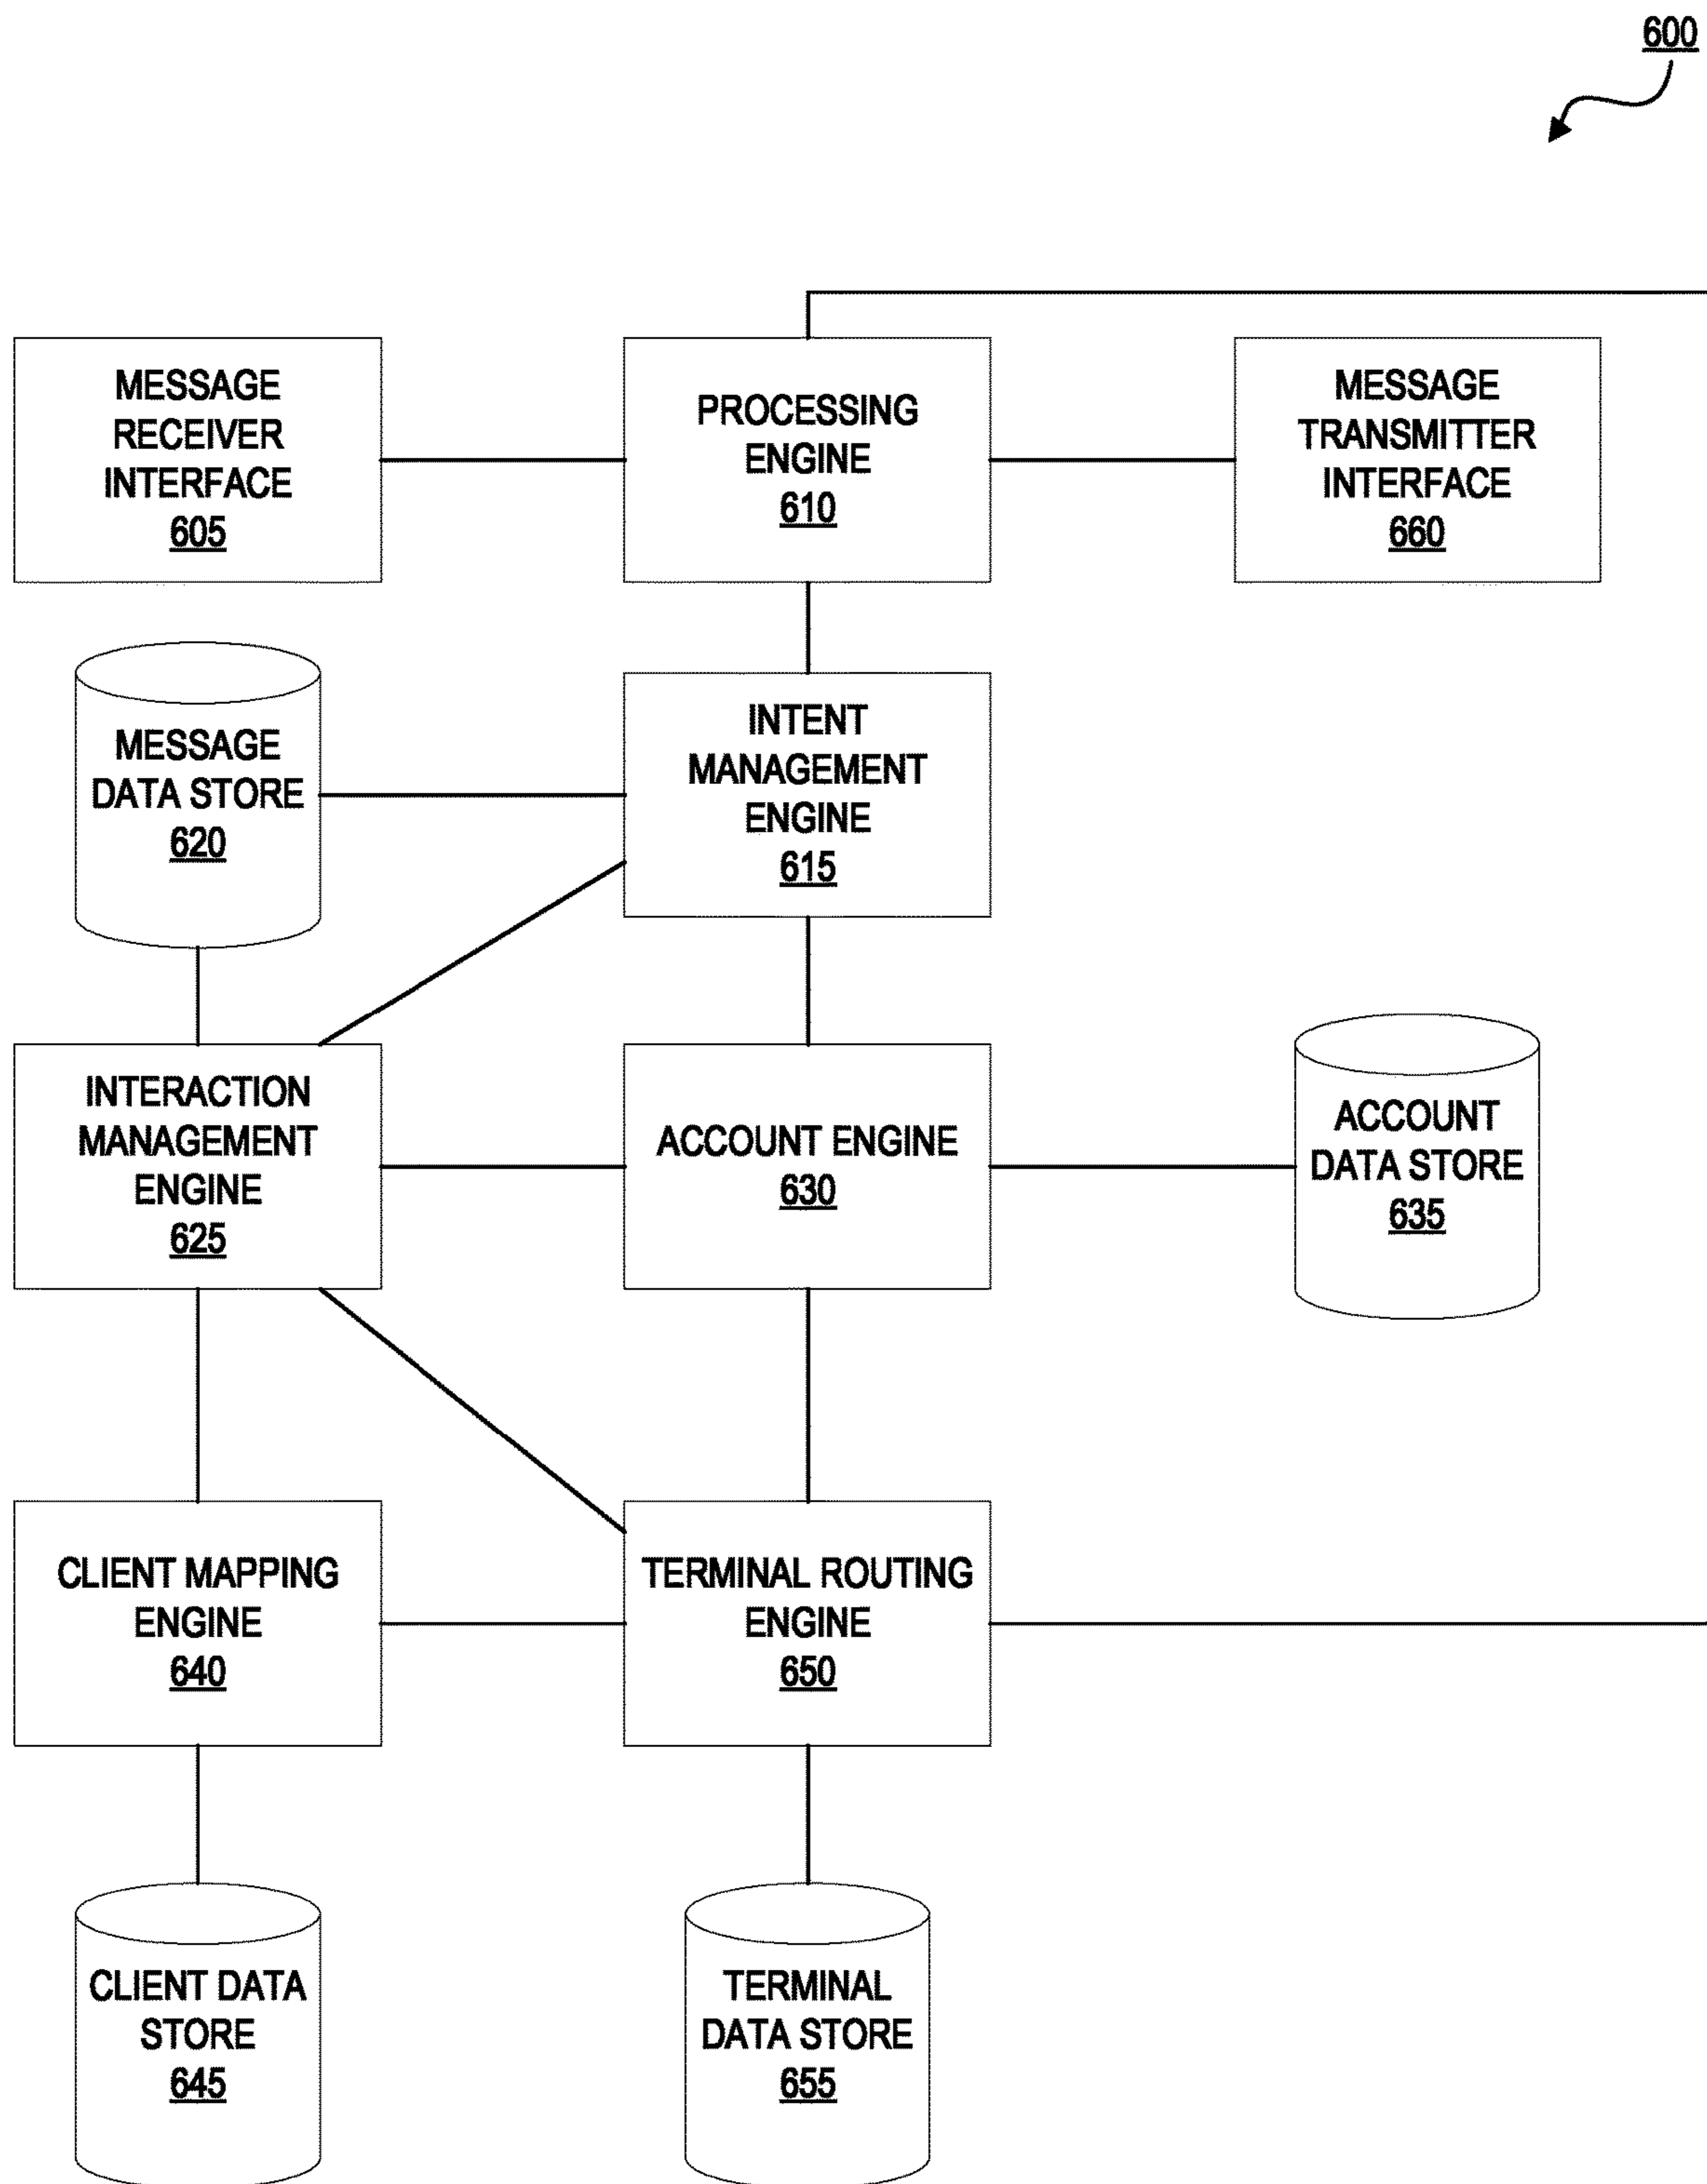 600
MESSAGE
RECEIVER
INTERFACE
605
PROCESSING
ENGINE
610
MESSAGE
TRANSMITTER
INTERFACE
660
MESSAGE
DATA STORE
620
INTENT
MANAGEMENT
ENGINE
615
INTERACTION
MANAGEMENT
ENGINE
625
ACCOUNT ENGINE
630
ACCOUNT
DATA STORE
635
CLIENT MAPPING
ENGINE
640
TERMINAL ROUTING
ENGINE
650
CLIENT DATA
STORE
645
TERMINAL
DATA STORE
655